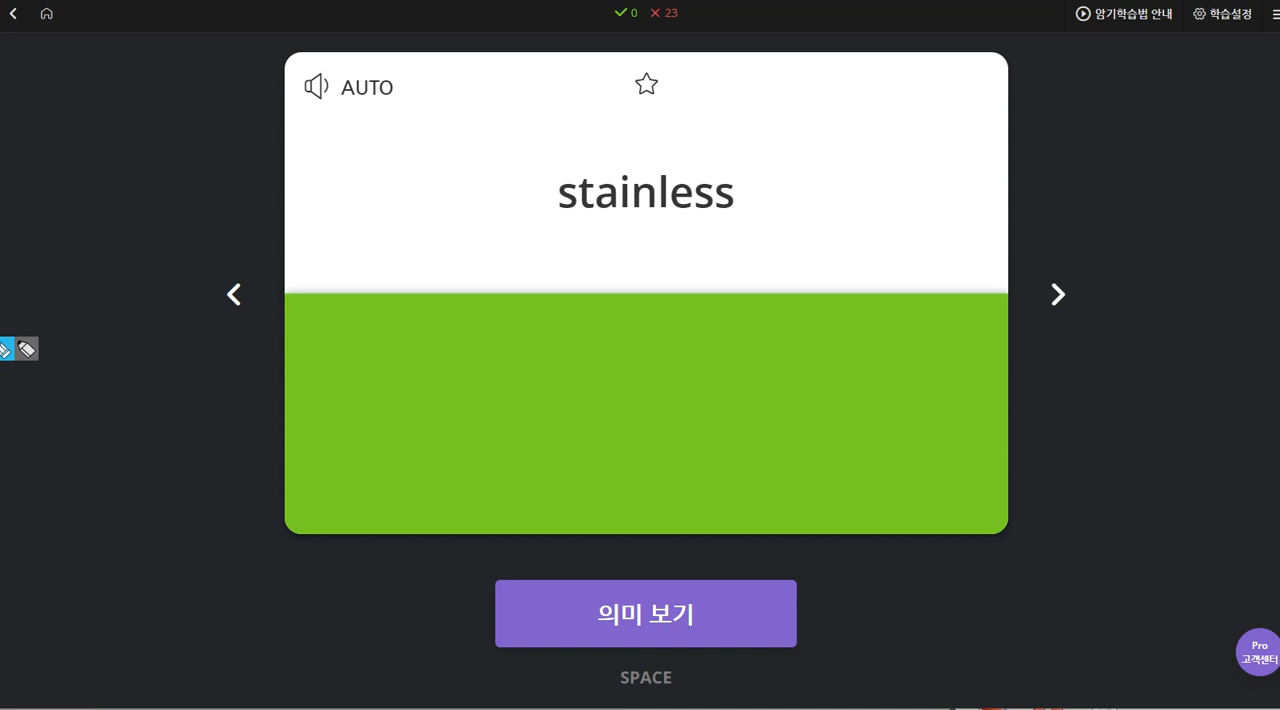 0 23 암기학습법 안내 학습설정
AUTO
stainless
의미 보기
SPACE
Pro
고객센터